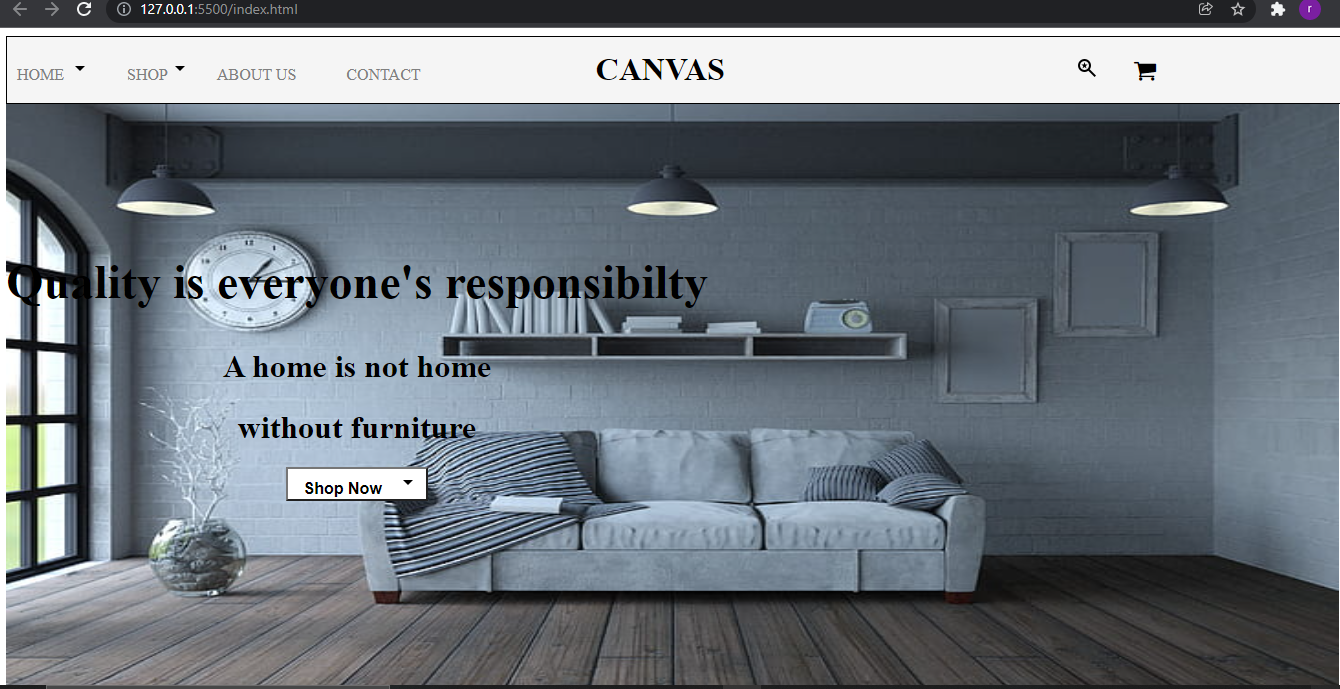 127.0.0.1:5500/index.html
r
HOME SHOP ABOUT US CONTACT CANVAS
Quality is everyone's responsibilty
A home is not home
without furniture
Shop Now